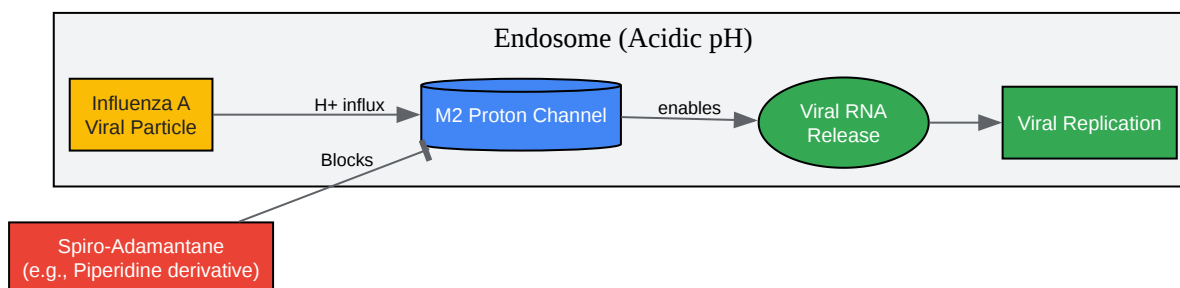 Endosome (Acidic pH)
Influenza A
Viral Particle
H+ influx
M2 Proton Channel
enables
Viral RNA
Release
Viral Replication
Blocks
Spiro-Adamantane
(e.g., Piperidine derivative)